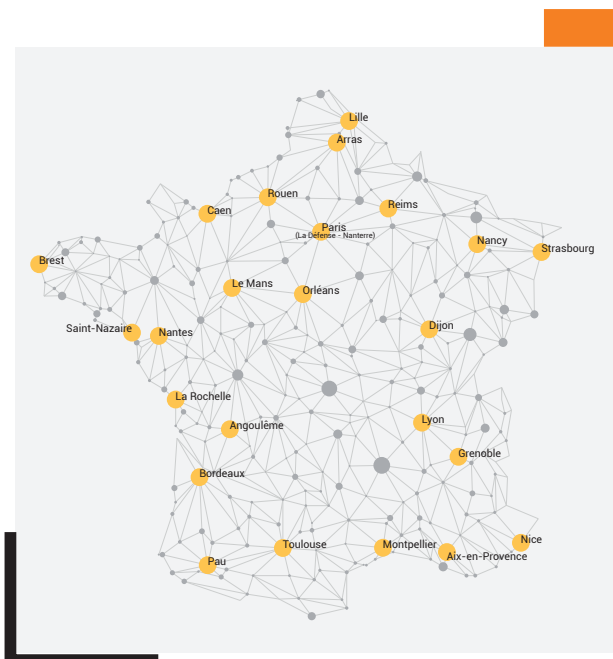 Lille
Arras
Rouen
Reims
Caen
Paris
(La Défense - Nanterre)
Nancy
Strasbourg
Brest
Le Mans
Orléans
Saint-Nazaire
Nantes
Dijon
La Rochelle
Angoulême
Lyon
Grenoble
Bordeaux
Toulouse
Montpellier
Nice
Aix-en-Provence
Pau